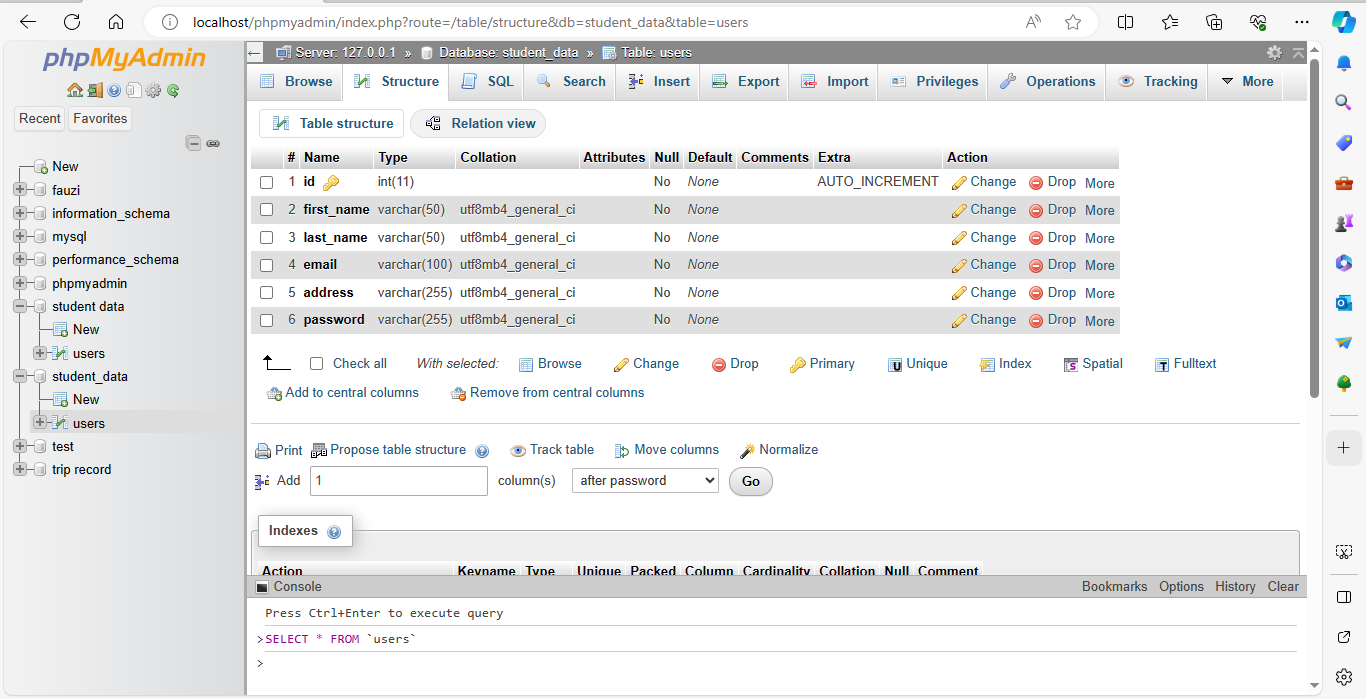 localhost/phpmyadmin/index.php?route=/table/structure&db=student_data&table=users
phpMyAdmin
Recent Favorites
New
fauzi
information_schema
mysql
performance_schema
phpmyadmin
student data
New
users
student_data
New
users
test
trip record
Server: 127.0.0.1 » Database: student_data » Table: users
Browse Structure SQL Search Insert Export Import Privileges Operations Tracking More
Table structure Relation view
# Name Type Collation Attributes Null Default Comments Extra Action
1 id int(11) No None AUTO_INCREMENT Change Drop More
2 first_name varchar(50) utf8mb4_general_ci No None Change Drop More
3 last_name varchar(50) utf8mb4_general_ci No None Change Drop More
4 email varchar(100) utf8mb4_general_ci No None Change Drop More
5 address varchar(255) utf8mb4_general_ci No None Change Drop More
6 password varchar(255) utf8mb4_general_ci No None Change Drop More
Check all With selected: Browse Change Drop Primary Unique Index Spatial Fulltext
Add to central columns Remove from central columns
Print Propose table structure Track table Move columns Normalize
Add 1 column(s) after password Go
Indexes
Action Keyname Type Unique Packed Column Cardinality Collation Null Comment
Console Bookmarks Options History Clear
Press Ctrl+Enter to execute query
>SELECT * FROM `users`
>